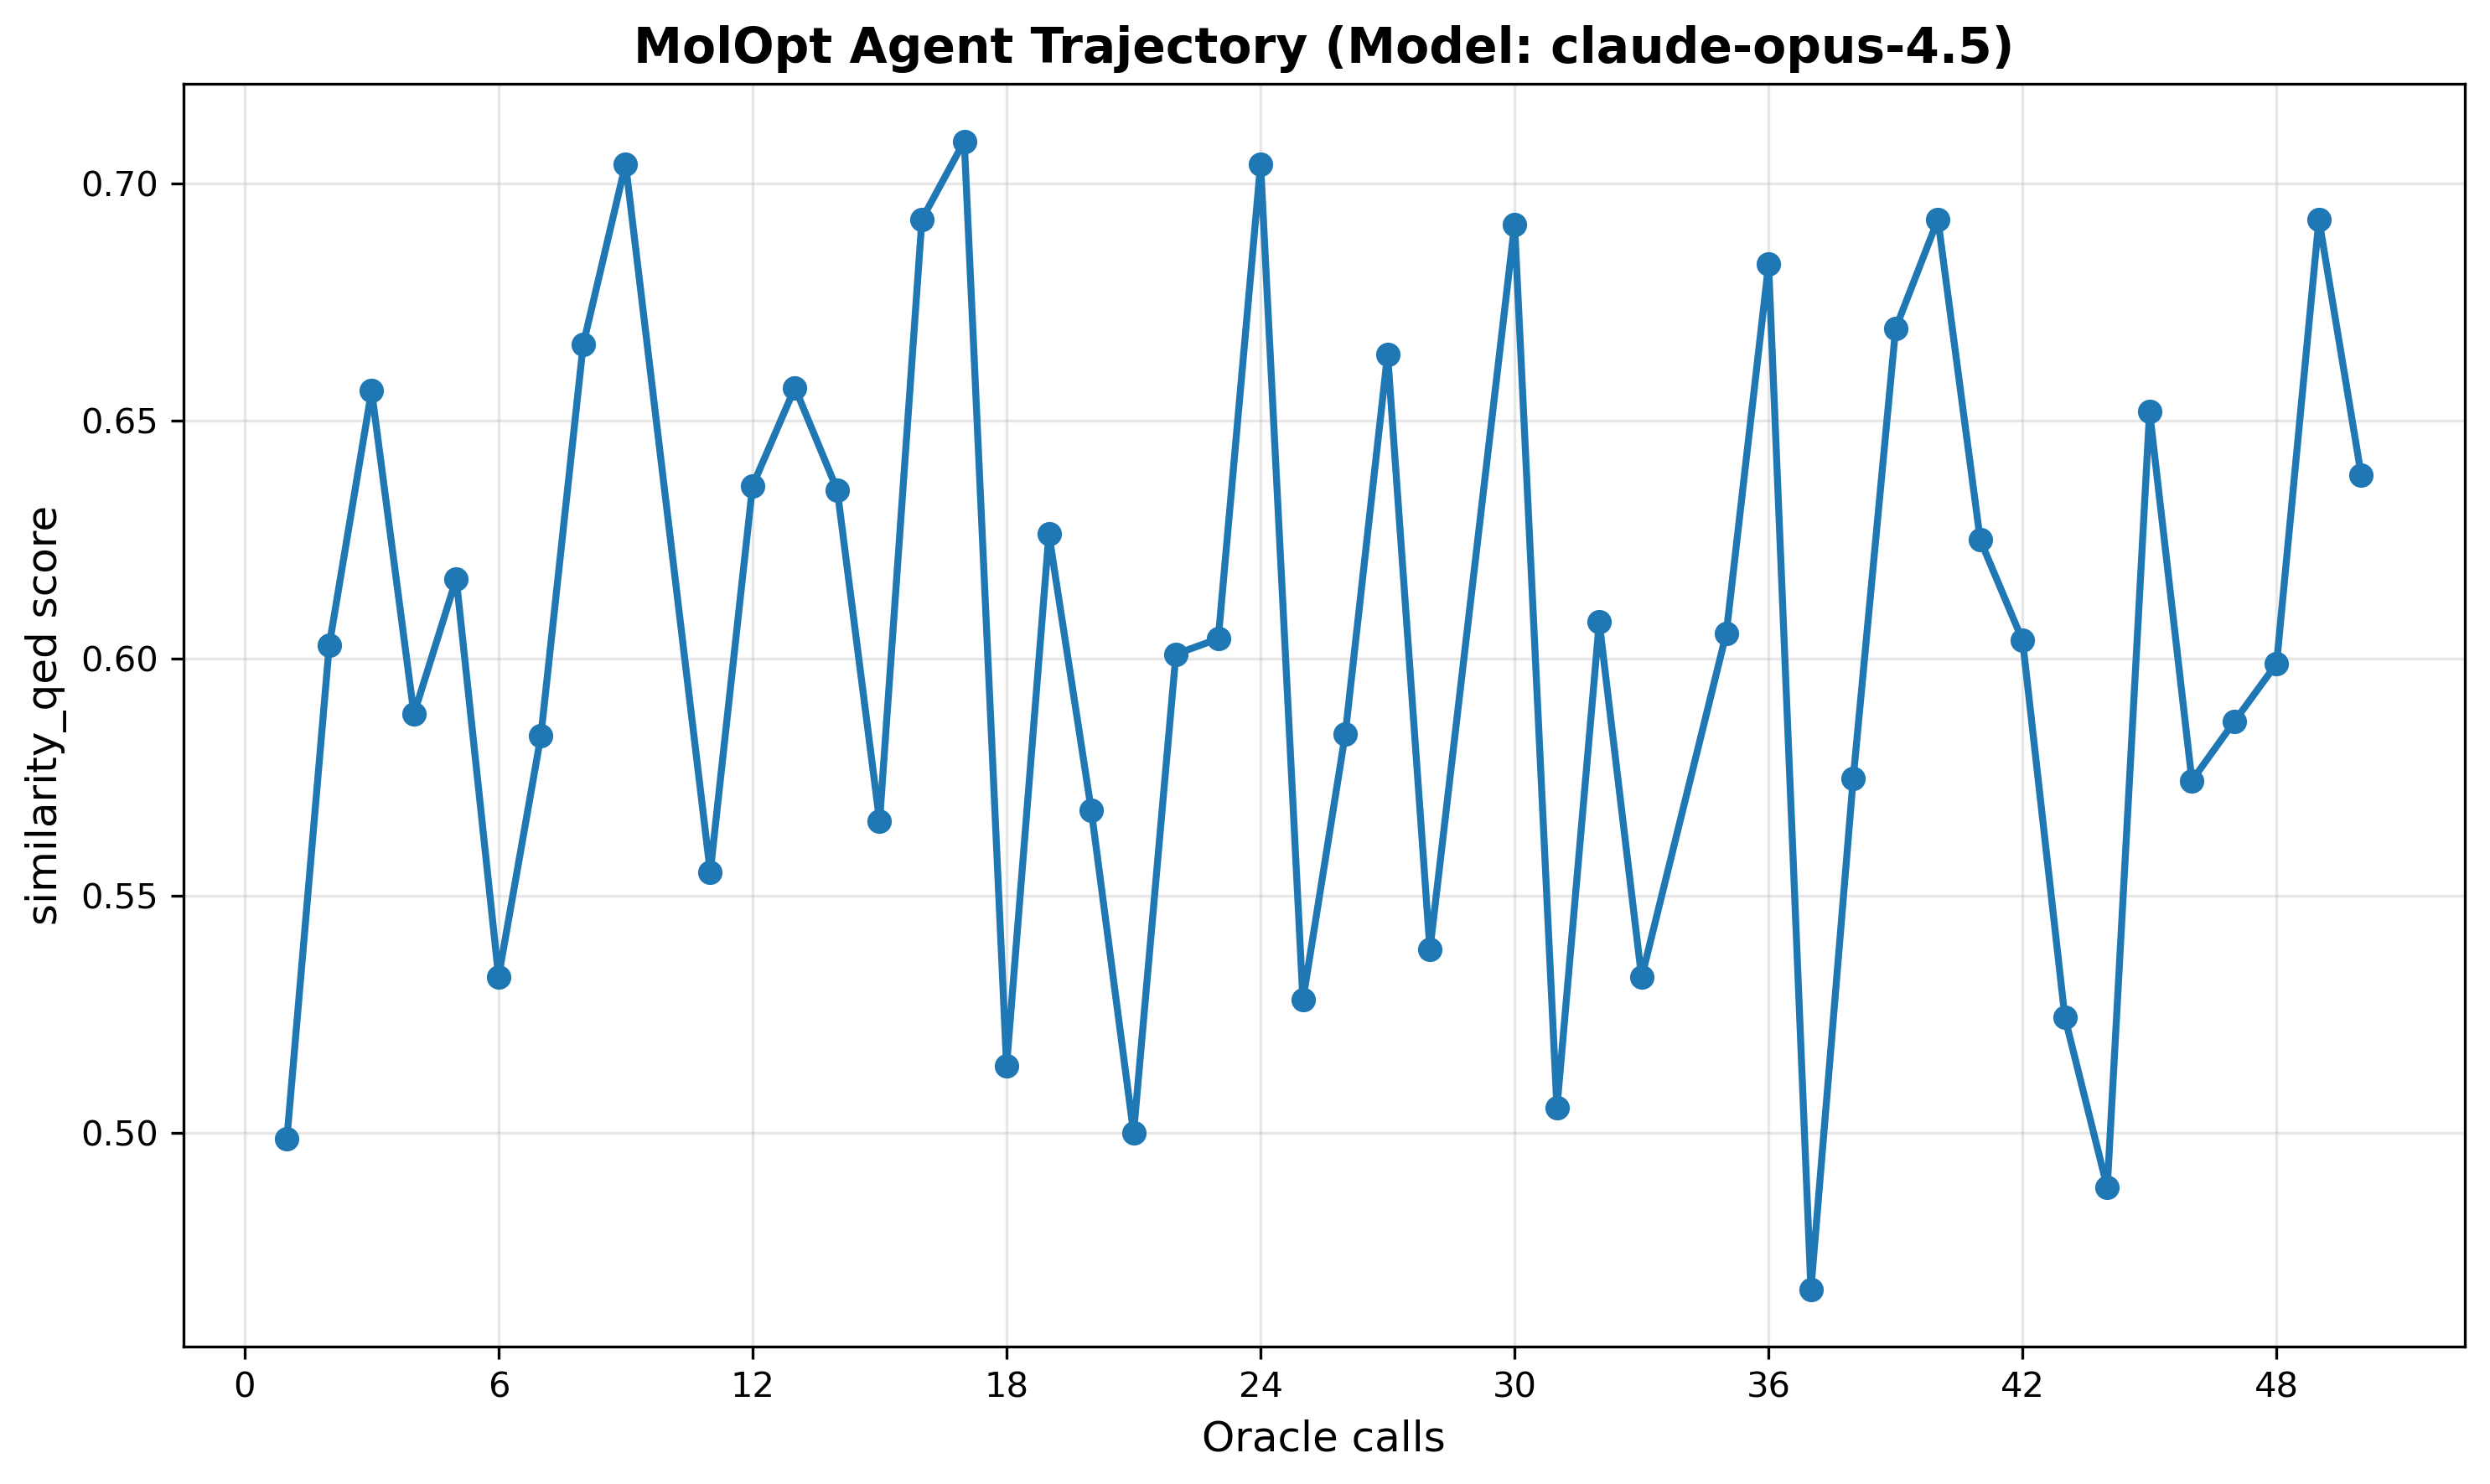 MolOpt Agent Trajectory (Model: claude-opus-4.5)
similarity_qed score
0.70
0.65
0.60
0.55
0.50
0 6 12 18 24 30 36 42 48
Oracle calls